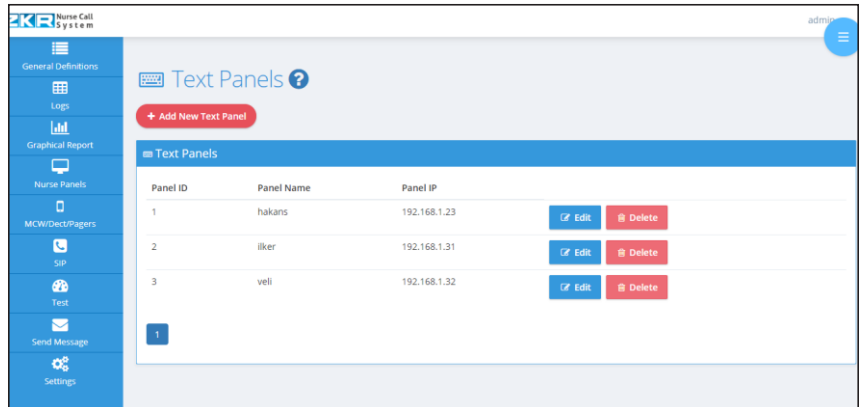 ZKR Nurse Call
System
admin
General Definitions
Logs
Graphical Report
Nurse Panels
MCW/Dect/Pagers
SIP
Test
Send Message
Settings
Text Panels ?
+ Add New Text Panel
Text Panels
Panel ID Panel Name Panel IP
1 hakans 192.168.1.23 Edit Delete
2 ilker 192.168.1.31 Edit Delete
3 veli 192.168.1.32 Edit Delete
1